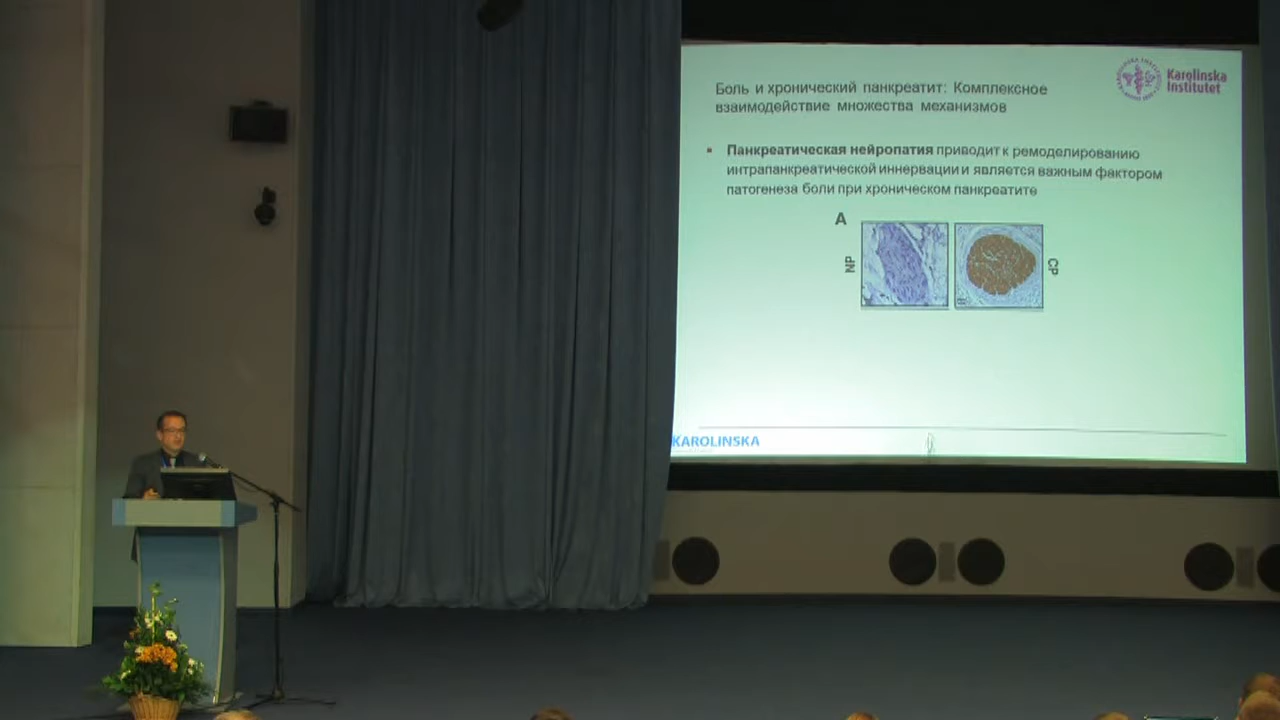 Боль и хронический панкреатит: Комплексное
взаимодействие множества механизмов
Karolinska
Institutet
Панкреатическая нейропатия приводит к ремоделированию
интрапанкреатической иннервации и является важным фактором
патогенеза боли при хроническом панкреатите
A
NP
CP
KAROLINSKA